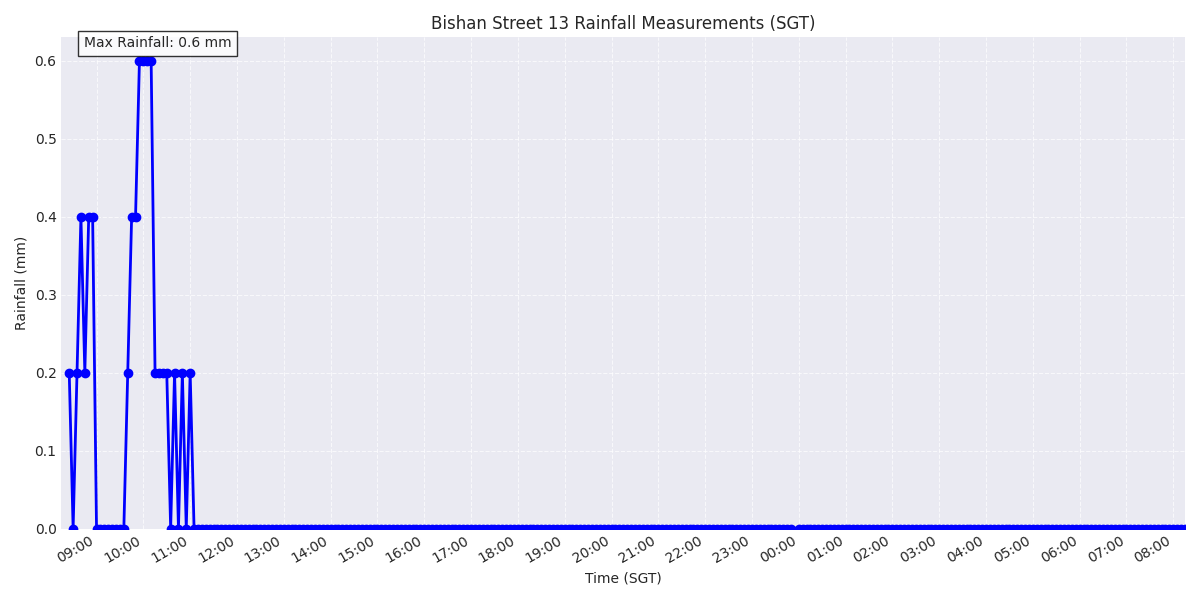 Bishan Street 13 Rainfall Measurements (SGT)
Max Rainfall: 0.6 mm
0.6
0.5
0.4
0.3
0.2
0.1
0.0
Rainfall (mm)
09:00 10:00 11:00 12:00 13:00 14:00 15:00 16:00 17:00 18:00 19:00 20:00 21:00 22:00 23:00 00:00 01:00 02:00 03:00 04:00 05:00 06:00 07:00 08:00
Time (SGT)